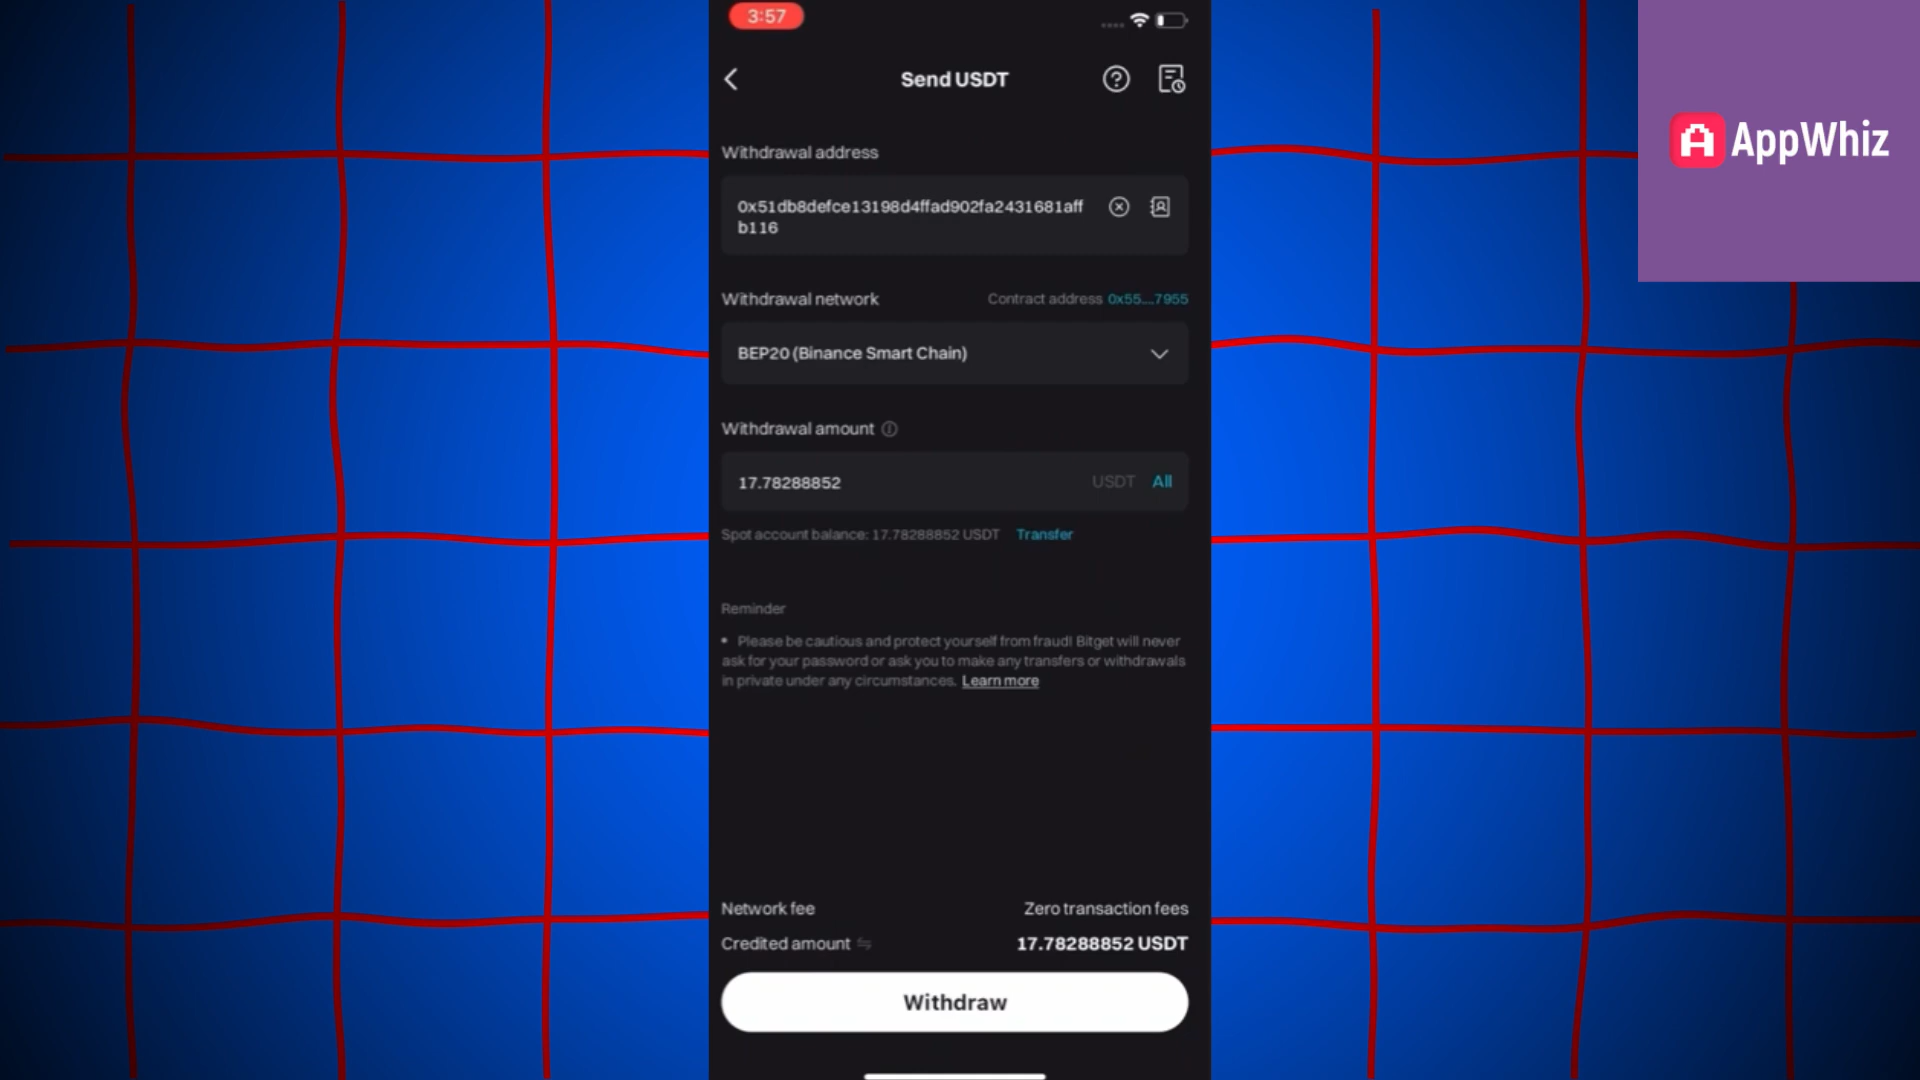 3:57
Send USDT
AppWhiz
Withdrawal address
0x51db8defce13198d4ffad902fa2431681aff
b116
Withdrawal network
Contract address 0x55....7955
BEP20 (Binance Smart Chain)
Withdrawal amount
17.78288852 USDT All
Spot account balance: 17.78288852 USDT Transfer
Reminder
• Please be cautious and protect yourself from fraud! Bitget will never
ask for your password or ask you to make any transfers or withdrawals
in private under any circumstances. Learn more
Network fee Zero transaction fees
Credited amount 17.78288852 USDT
Withdraw